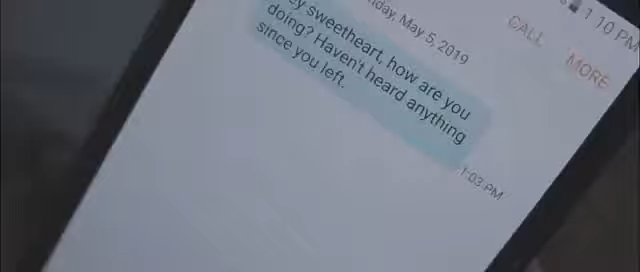 1 10 PM
CALL
MORE
day, May 5, 2019
y sweetheart, how are you
doing? Haven't heard anything
since you left.
1:03 PM